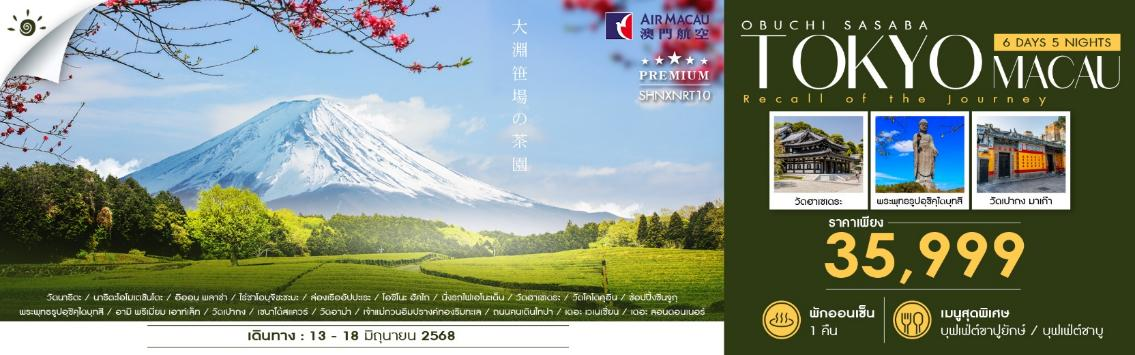 大淵笹場の茶園
AIR MACAU
澳門航空
PREMIUM
SHNXNRT10
วัดนาริตะ / นาริตะโอโมเตะซันโดะ / อิออน พลาซ่า / ไร่ชาโอบุจิซะซะบะ / ล่องเรืออัปปะเระ / โอชิโนะ ฮัคไก / นั่งรถไฟเอโนะเด็น / วัดฮาเซเดระ / วัดโคโตคุอิน / ช้อปปิ้งชินจูกุ
พระพุทธรูปอุชิคุไดบุทสึ / อามิ พรีเมี่ยม เอาท์เล็ท / วัดเปากง / เซนาโด้สแควร์ / วัดอาม่า / เจ้าแม่กวนอิมปรางค์ทองริมทะเล / ถนนคนเดินไทปา / เดอะ เวเนเชี่ยน / เดอะ ลอนดอนเนอร์
เดินทาง : 13 - 18 มิถุนายน 2568
OBUCHI SASABA
TOKYO
6 DAYS 5 NIGHTS
MACAU
Recall of the journey
วัดฮาเซเดระ
พระพุทธรูปอุชิคุไดบุทสึ
วัดเปากง มาเก๊า
ราคาเพียง
35,999
พักออนเซ็น
1 คืน
เมนูสุดพิเศษ
บุฟเฟ่ต์ขาปูยักษ์ / บุฟเฟ่ต์ชาบู